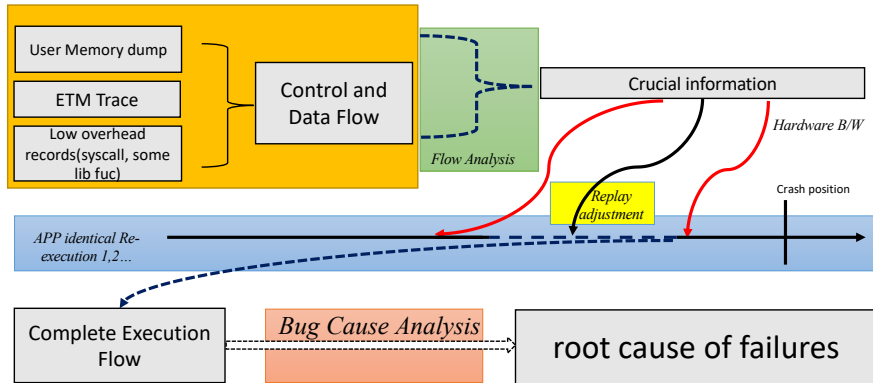 User Memory dump
ETM Trace
Low overhead
records(syscall, some
lib fuc)
Control and
Data Flow
Flow Analysis
Crucial information
Hardware B/W
Replay
adjustment
Crash position
APP identical Re-
execution 1,2...
Complete Execution
Flow
Bug Cause Analysis
root cause of failures